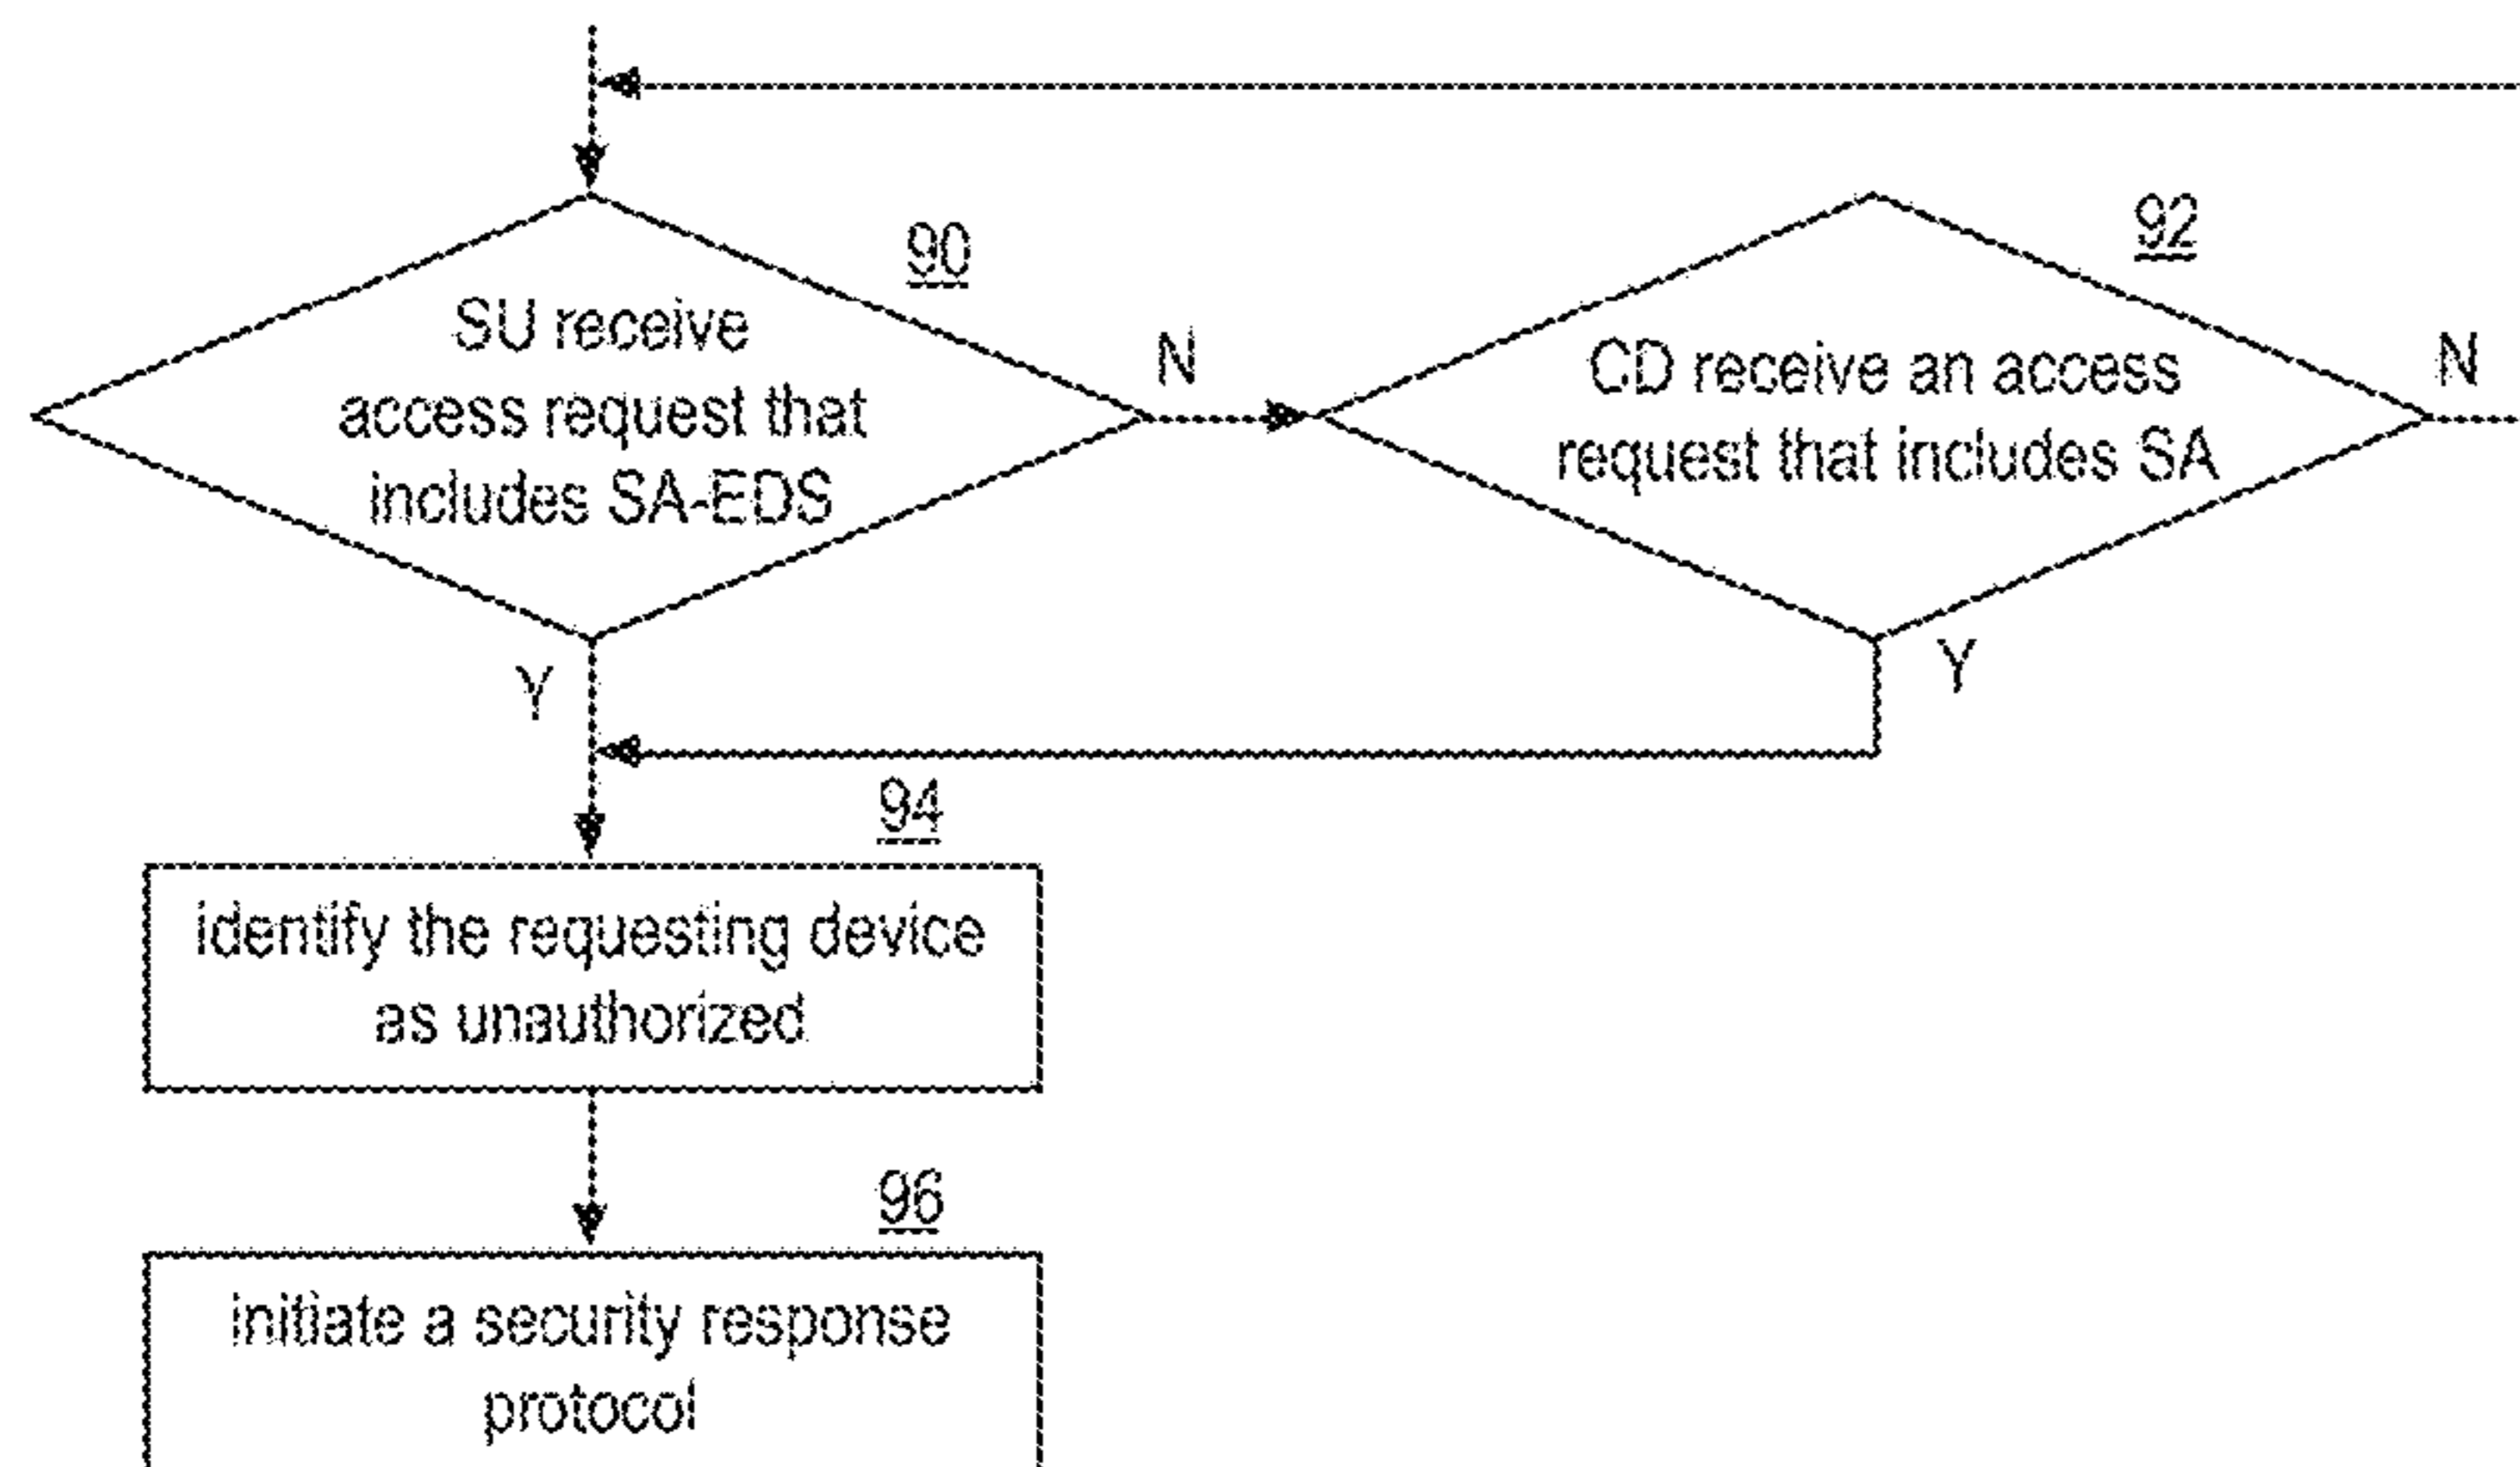 90
SU receive
access request that
includes SA-EDS
N
92
CD receive an access
request that includes SA
N
Y
Y
94
identify the requesting device
as unauthorized
96
initiate a security response
protocol